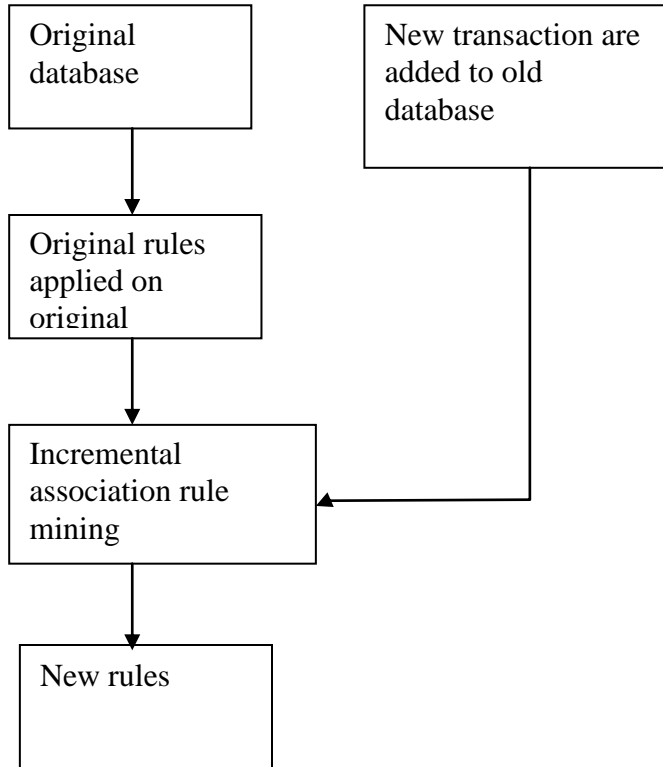 Original
database
New transaction are
added to old
database
Original rules
applied on
original
Incremental
association rule
mining
New rules